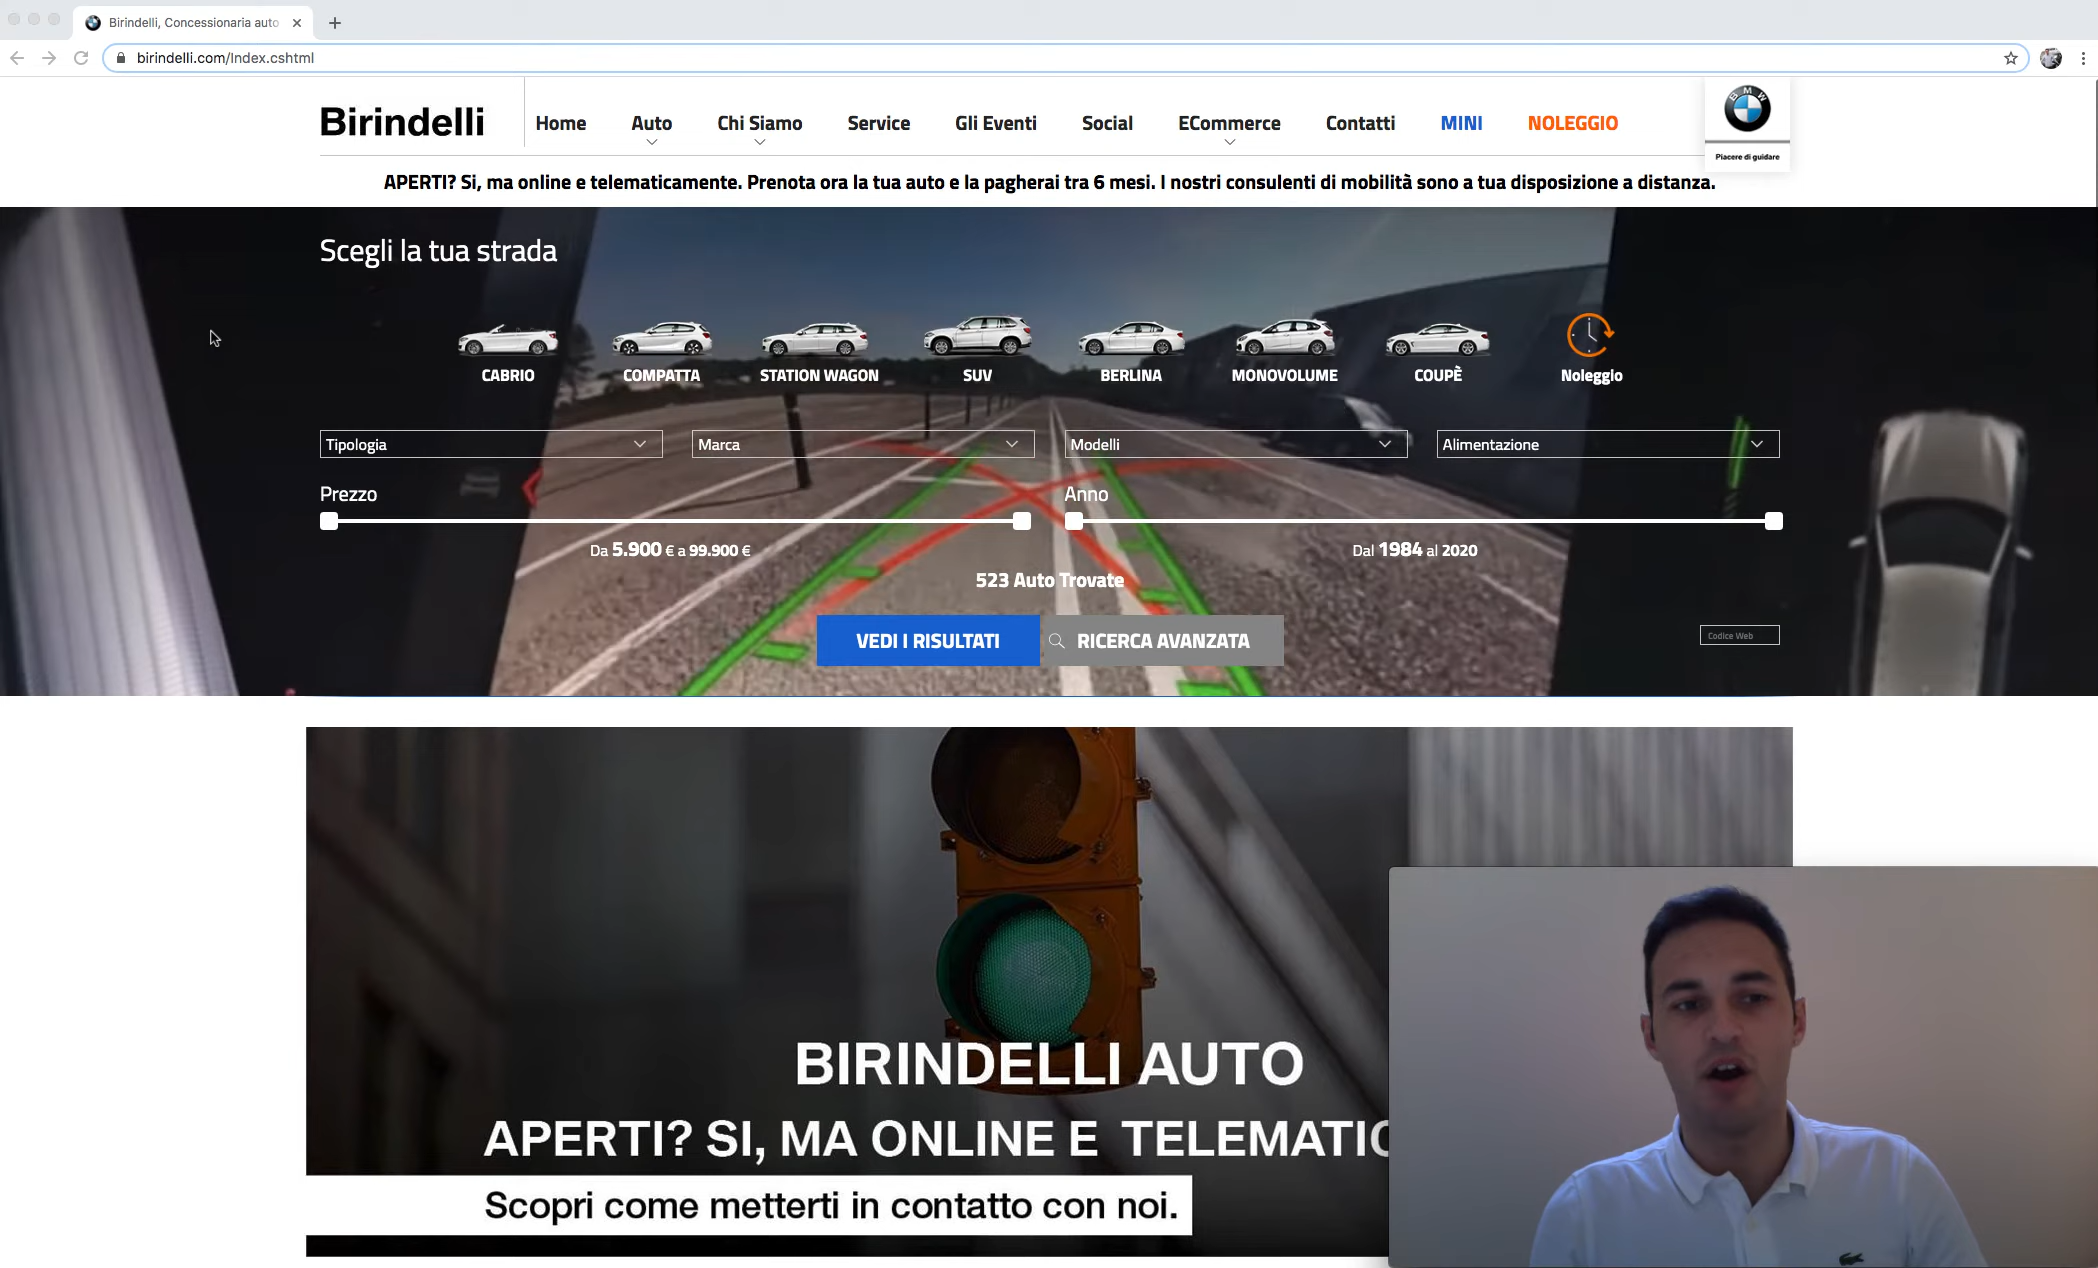 Birindelli, Concessionaria auto
birindelli.com/Index.cshtml
Birindelli
Home
Auto
Chi Siamo
Service
Gli Eventi
Social
ECommerce
Contatti
MINI
NOLEGGIO
BMW
Piacere di guidare
APERTI? Si, ma online e telematicamente. Prenota ora la tua auto e la pagherai tra 6 mesi. I nostri consulenti di mobilità sono a tua disposizione a distanza.
Scegli la tua strada
CABRIO
COMPATTA
STATION WAGON
SUV
BERLINA
MONOVOLUME
COUPÈ
Noleggio
Tipologia
Marca
Modelli
Alimentazione
Prezzo
Anno
Da 5.900 € a 99.900 €
Dal 1984 al 2020
523 Auto Trovate
VEDI I RISULTATI
RICERCA AVANZATA
Codice Web
BIRINDELLI AUTO
APERTI? SI, MA ONLINE E TELEMATIC
Scopri come metterti in contatto con noi.